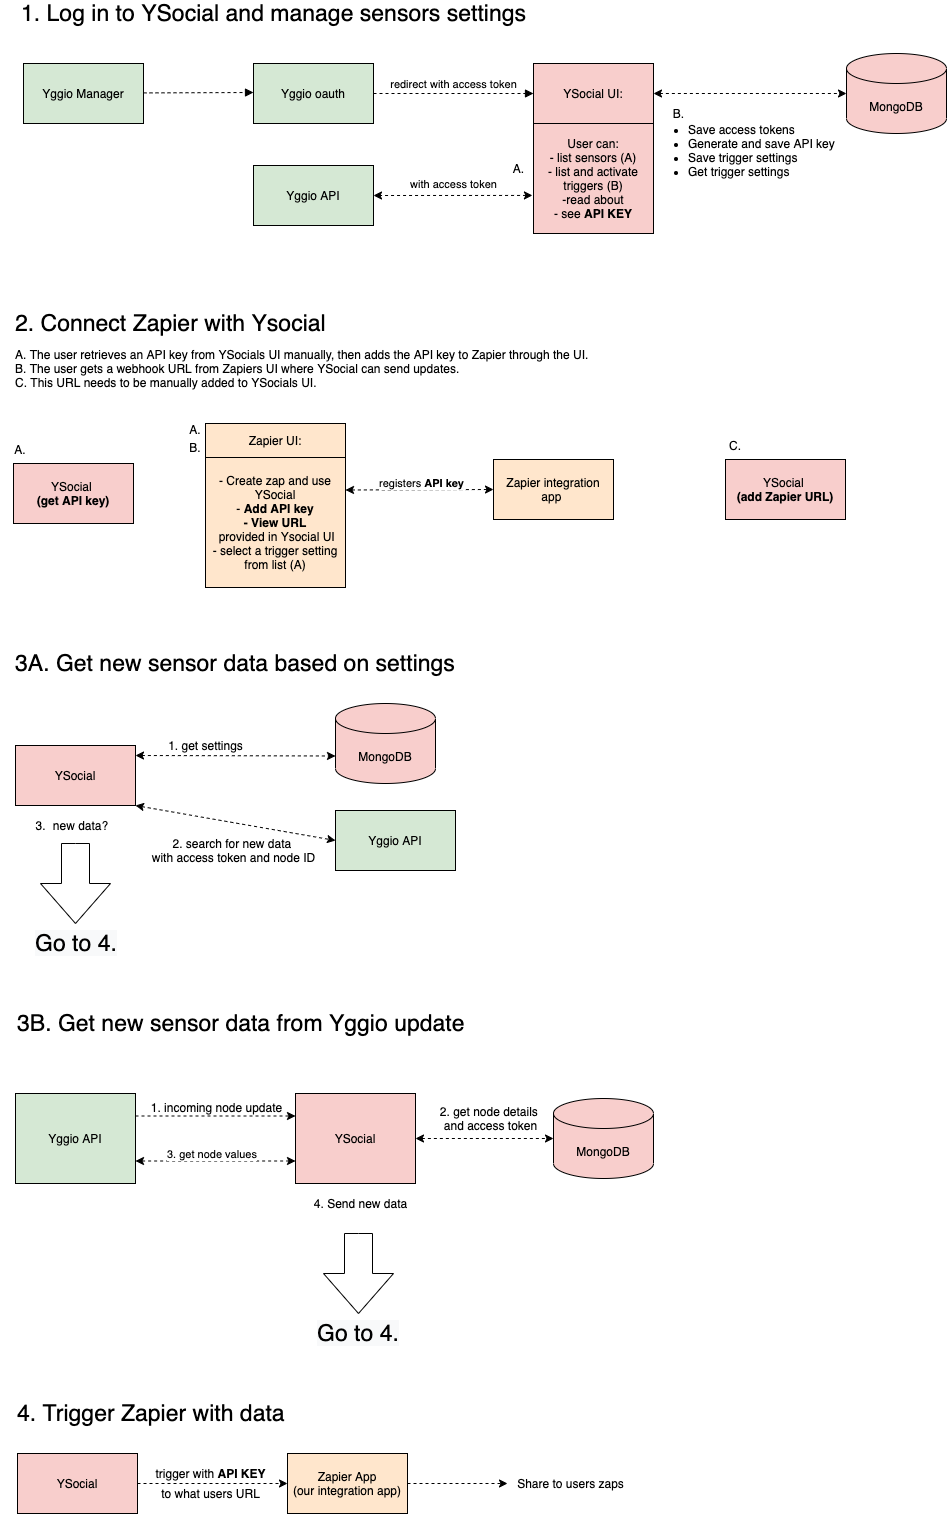 1. Log in to YSocial and manage sensors settings
Yggio Manager
Yggio oauth
redirect with access token
YSocial UI:
MongoDB
B.
• Save access tokens
• Generate and save API key
• Save trigger settings
• Get trigger settings
User can:
- list sensors (A)
- list and activate
triggers (B)
-read about
- see API KEY
A.
Yggio API
with access token
2. Connect Zapier with Ysocial
A. The user retrieves an API key from YSocials UI manually, then adds the API key to Zapier through the UI.
B. The user gets a webhook URL from Zapiers UI where YSocial can send updates.
C. This URL needs to be manually added to YSocials UI.
A.
YSocial
(get API key)
A.
B.
Zapier UI:
- Create zap and use
YSocial
- Add API key
- View URL
provided in Ysocial UI
- select a trigger setting
from list (A)
registers API key
Zapier integration
app
C.
YSocial
(add Zapier URL)
3A. Get new sensor data based on settings
YSocial
1. get settings
MongoDB
3. new data?
2. search for new data
with access token and node ID
Yggio API
Go to 4.
3B. Get new sensor data from Yggio update
Yggio API
1. incoming node update
3. get node values
YSocial
2. get node details
and access token
MongoDB
4. Send new data
Go to 4.
4. Trigger Zapier with data
YSocial
trigger with API KEY
to what users URL
Zapier App
(our integration app)
Share to users zaps